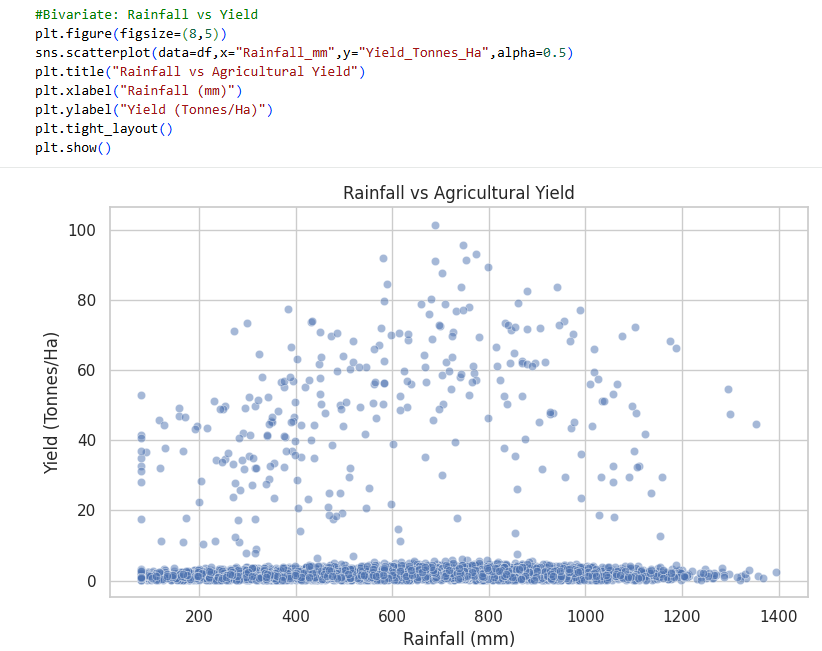 #Bivariate: Rainfall vs Yield
plt.figure(figsize=(8,5))
sns.scatterplot(data=df,x="Rainfall_mm",y="Yield_Tonnes_Ha",alpha=0.5)
plt.title("Rainfall vs Agricultural Yield")
plt.xlabel("Rainfall (mm)")
plt.ylabel("Yield (Tonnes/Ha)")
plt.tight_layout()
plt.show()
Rainfall vs Agricultural Yield
Yield (Tonnes/Ha)
100
80
60
40
20
0
200 400 600 800 1000 1200 1400
Rainfall (mm)